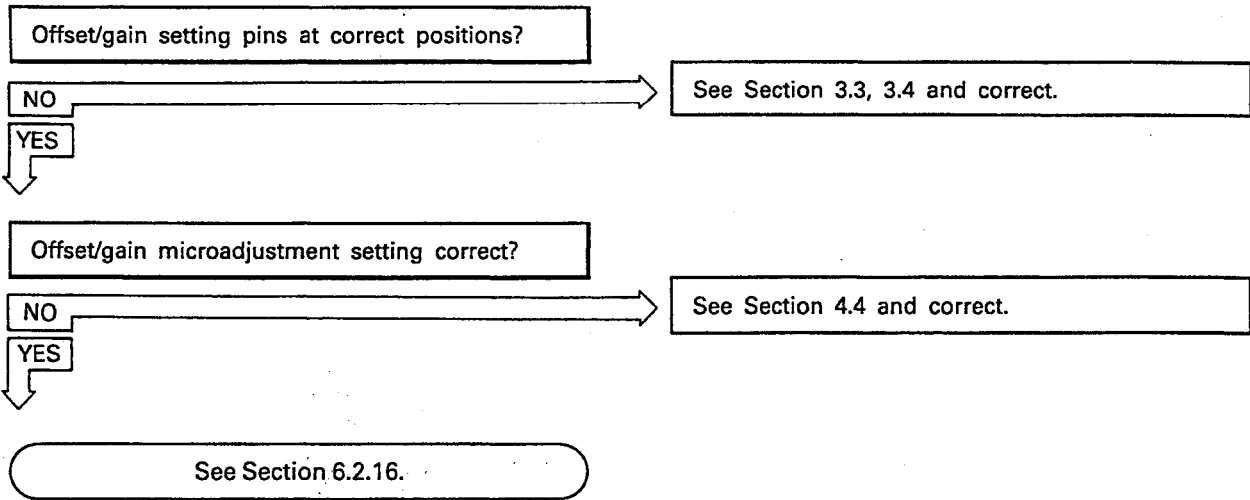 Offset/gain setting pins at correct positions?
NO
See Section 3.3, 3.4 and correct.
YES
Offset/gain microadjustment setting correct?
NO
See Section 4.4 and correct.
YES
See Section 6.2.16.